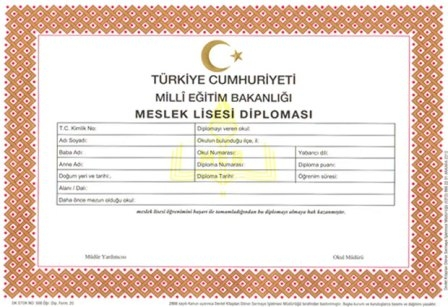 TÜRKİYE CUMHURİYETİ
MİLLÎ EĞİTİM BAKANLIĞI
MESLEK LİSESİ DİPLOMASI
T.C. Kimlik No: Diplomayı veren okul:
Adı Soyadı: Okulun bulunduğu ilçe, il:
Baba Adı: Okul Numarası: Yabancı dili:
Anne Adı: Diploma Numarası: Diploma puanı:
Doğum yeri ve tarihi: Diploma Tarihi: Öğrenim süresi:
Alanı / Dalı:
Daha önce mezun olduğu okul:
meslek lisesi öğrenimini başarı ile tamamladığından bu diplomayı almaya hak kazanmıştır.
Müdür Yardımcısı Okul Müdürü